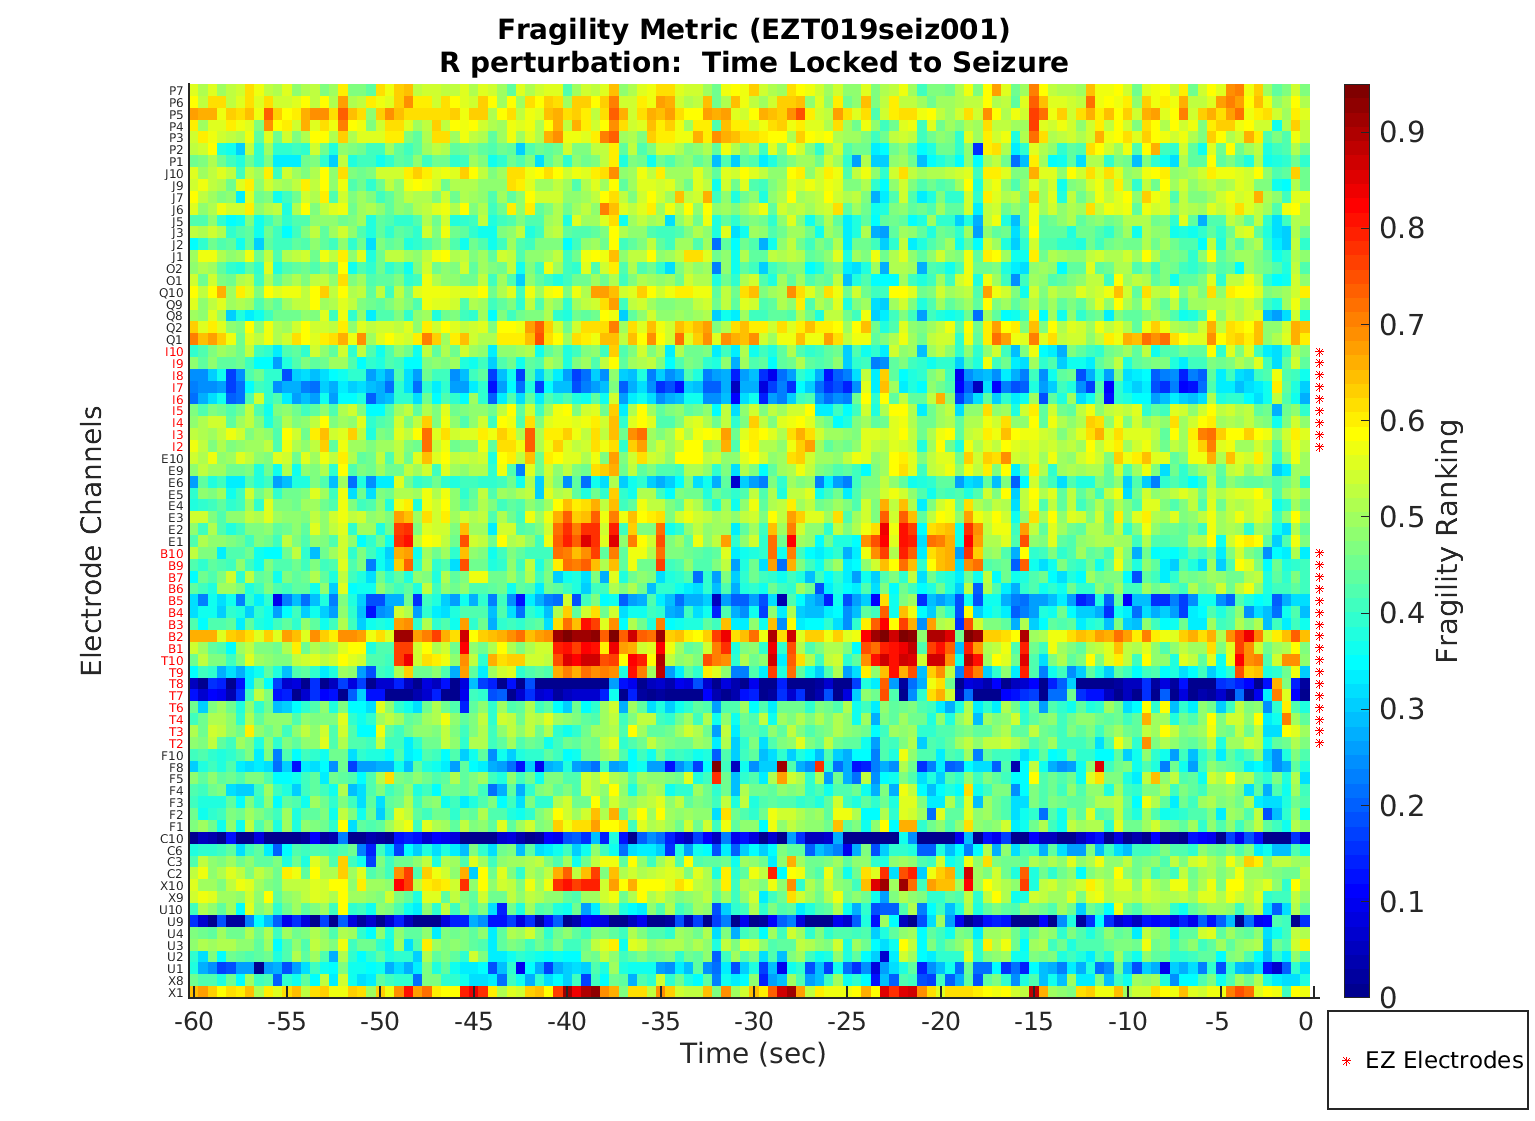 Fragility Metric (EZT019seiz001)
R perturbation:  Time Locked to Seizure
Electrode Channels
P7
P6
P5
P4
P3
P2
P1
J10
J9
J7
J6
J5
J3
J2
J1
O2
O1
Q10
Q9
Q8
Q2
Q1
I10
I9
I8
I7
I6
I5
I4
I3
I2
E10
E9
E6
E5
E4
E3
E2
E1
B10
B9
B7
B6
B5
B4
B3
B2
B1
T10
T9
T8
T7
T6
T4
T3
T2
F10
F8
F5
F4
F3
F2
F1
C10
C6
C3
C2
X10
X9
U10
U9
U4
U3
U2
U1
X8
X1
-60 -55 -50 -45 -40 -35 -30 -25 -20 -15 -10 -5 0
Time (sec)
0.9
0.8
0.7
0.6
0.5
0.4
0.3
0.2
0.1
0
Fragility Ranking
EZ Electrodes